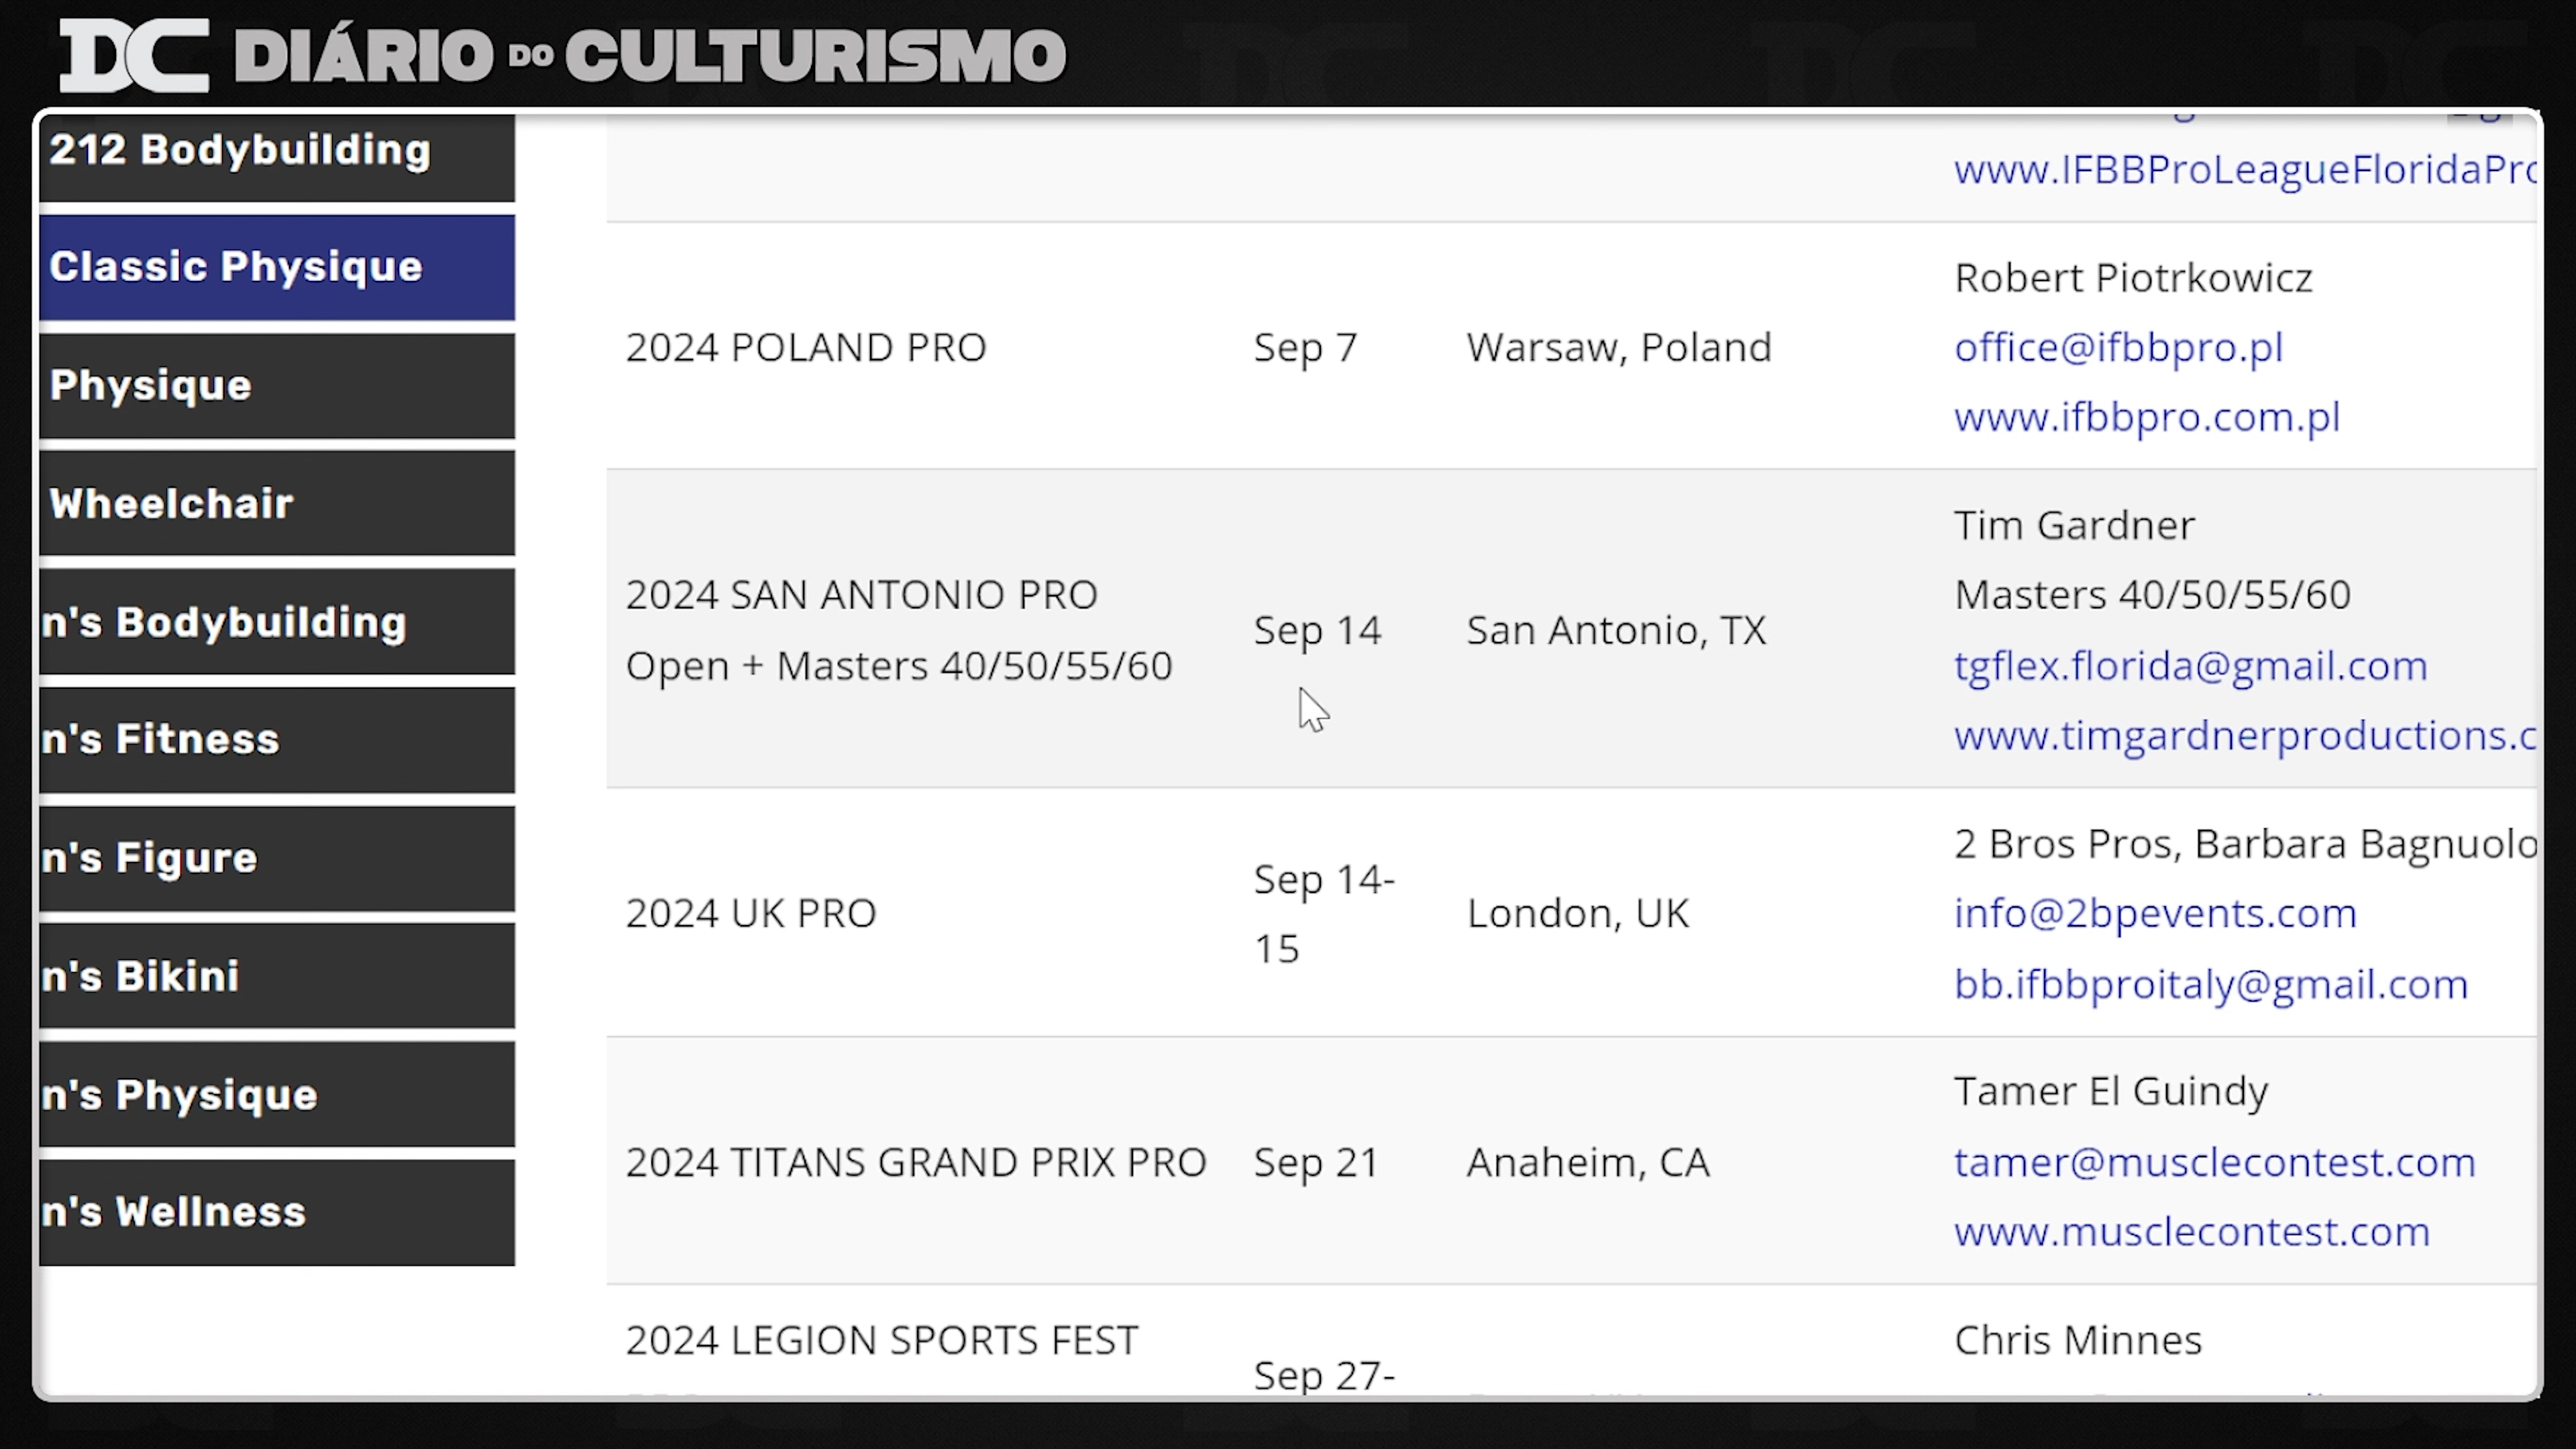 DC DIÁRIO DO CULTURISMO
212 Bodybuilding
Classic Physique
Physique
Wheelchair
n's Bodybuilding
n's Fitness
n's Figure
n's Bikini
n's Physique
n's Wellness
www.IFBBProLeagueFloridaPro
2024 POLAND PRO
Sep 7
Warsaw, Poland
Robert Piotrkowicz
office@ifbbpro.pl
www.ifbbpro.com.pl
2024 SAN ANTONIO PRO
Open + Masters 40/50/55/60
Sep 14
San Antonio, TX
Tim Gardner
Masters 40/50/55/60
tgflex.florida@gmail.com
www.timgardnerproductions.c
2024 UK PRO
Sep 14-
15
London, UK
2 Bros Pros, Barbara Bagnuolo
info@2bpevents.com
bb.ifbbproitaly@gmail.com
2024 TITANS GRAND PRIX PRO
Sep 21
Anaheim, CA
Tamer El Guindy
tamer@musclecontest.com
www.musclecontest.com
2024 LEGION SPORTS FEST
Sep 27-
Chris Minnes